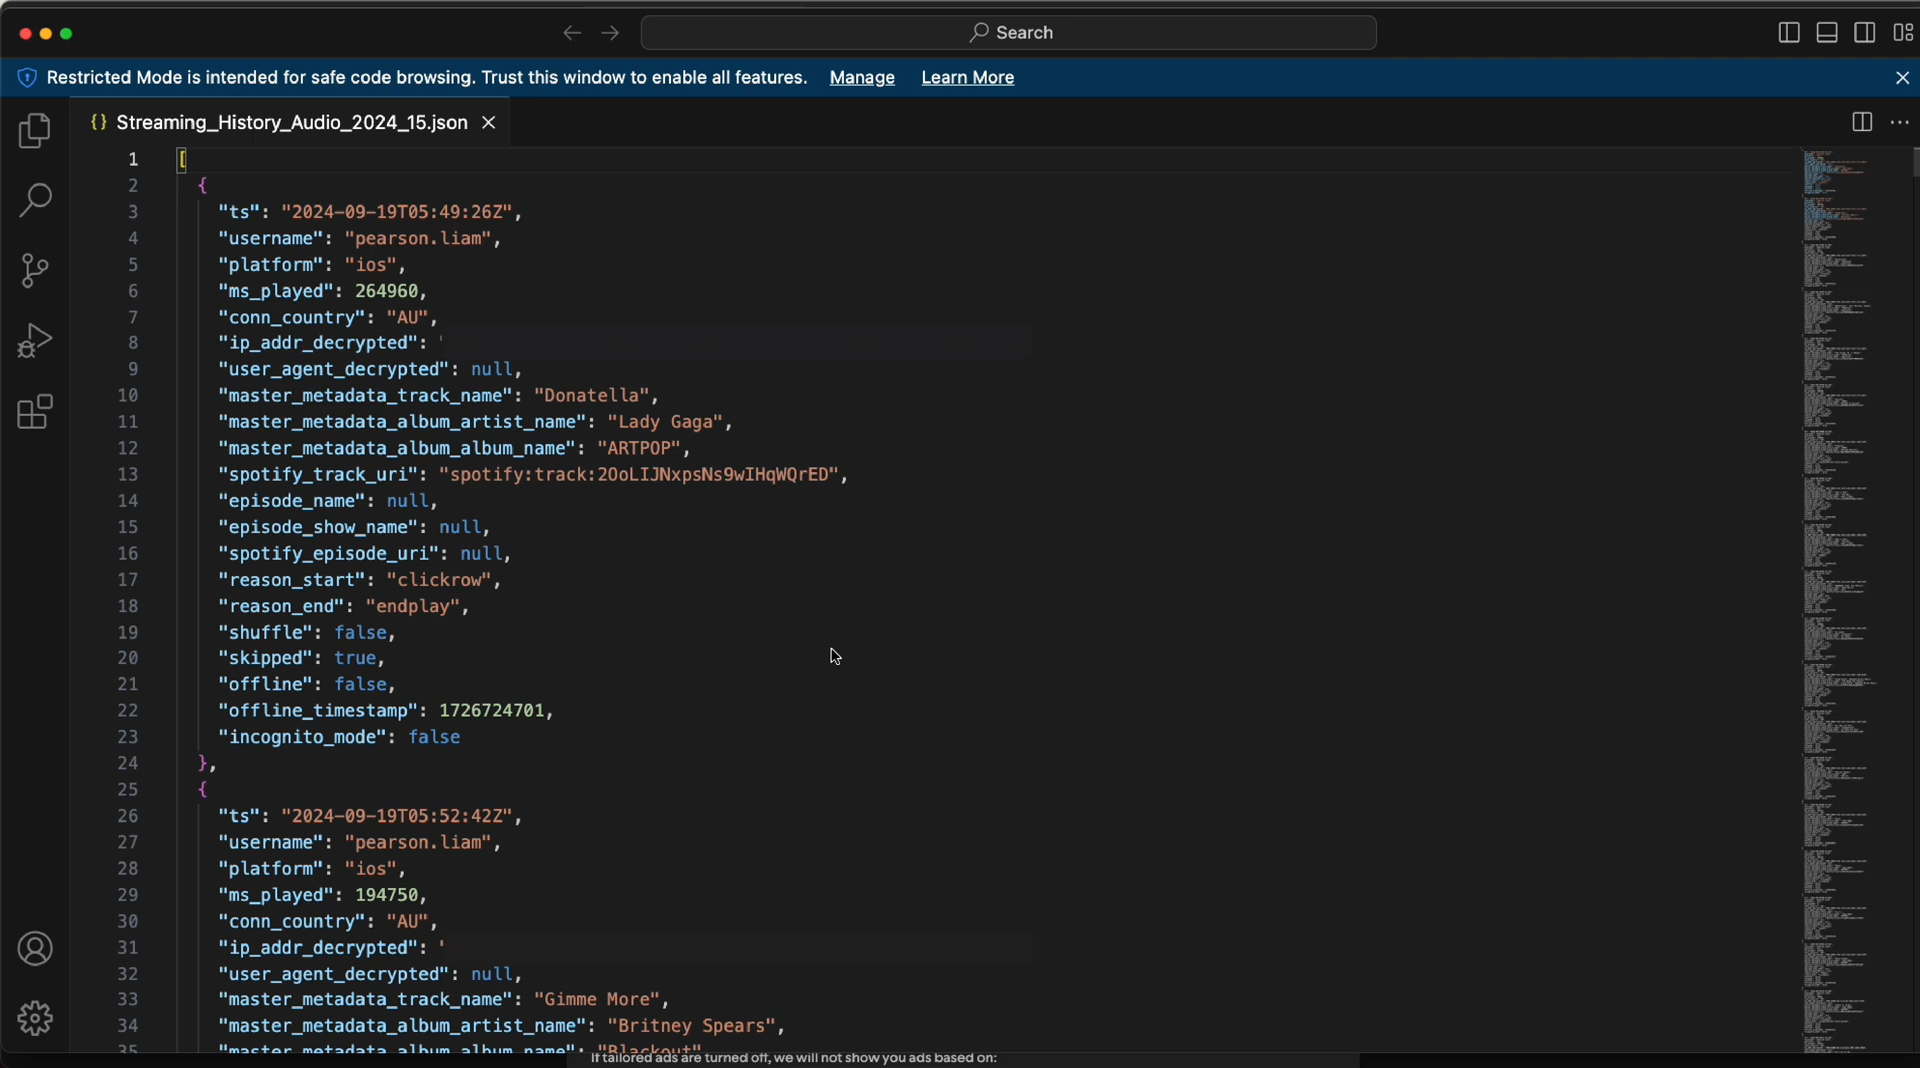 Search
Restricted Mode is intended for safe code browsing. Trust this window to enable all features. Manage Learn More
{} Streaming_History_Audio_2024_15.json
1 [
2 {
3 "ts": "2024-09-19T05:49:26Z",
4 "username": "pearson.liam",
5 "platform": "ios",
6 "ms_played": 264960,
7 "conn_country": "AU",
8 "ip_addr_decrypted": '
9 "user_agent_decrypted": null,
10 "master_metadata_track_name": "Donatella",
11 "master_metadata_album_artist_name": "Lady Gaga",
12 "master_metadata_album_album_name": "ARTPOP",
13 "spotify_track_uri": "spotify:track:2OoLIJNxpsNs9wIHqWQrED",
14 "episode_name": null,
15 "episode_show_name": null,
16 "spotify_episode_uri": null,
17 "reason_start": "clickrow",
18 "reason_end": "endplay",
19 "shuffle": false,
20 "skipped": true,
21 "offline": false,
22 "offline_timestamp": 1726724701,
23 "incognito_mode": false
24 },
25 {
26 "ts": "2024-09-19T05:52:42Z",
27 "username": "pearson.liam",
28 "platform": "ios",
29 "ms_played": 194750,
30 "conn_country": "AU",
31 "ip_addr_decrypted": '
32 "user_agent_decrypted": null,
33 "master_metadata_track_name": "Gimme More",
34 "master_metadata_album_artist_name": "Britney Spears",
35 "master_metadata_album_album_name": "Blackout"
If tailored ads are turned off, we will not show you ads based on: